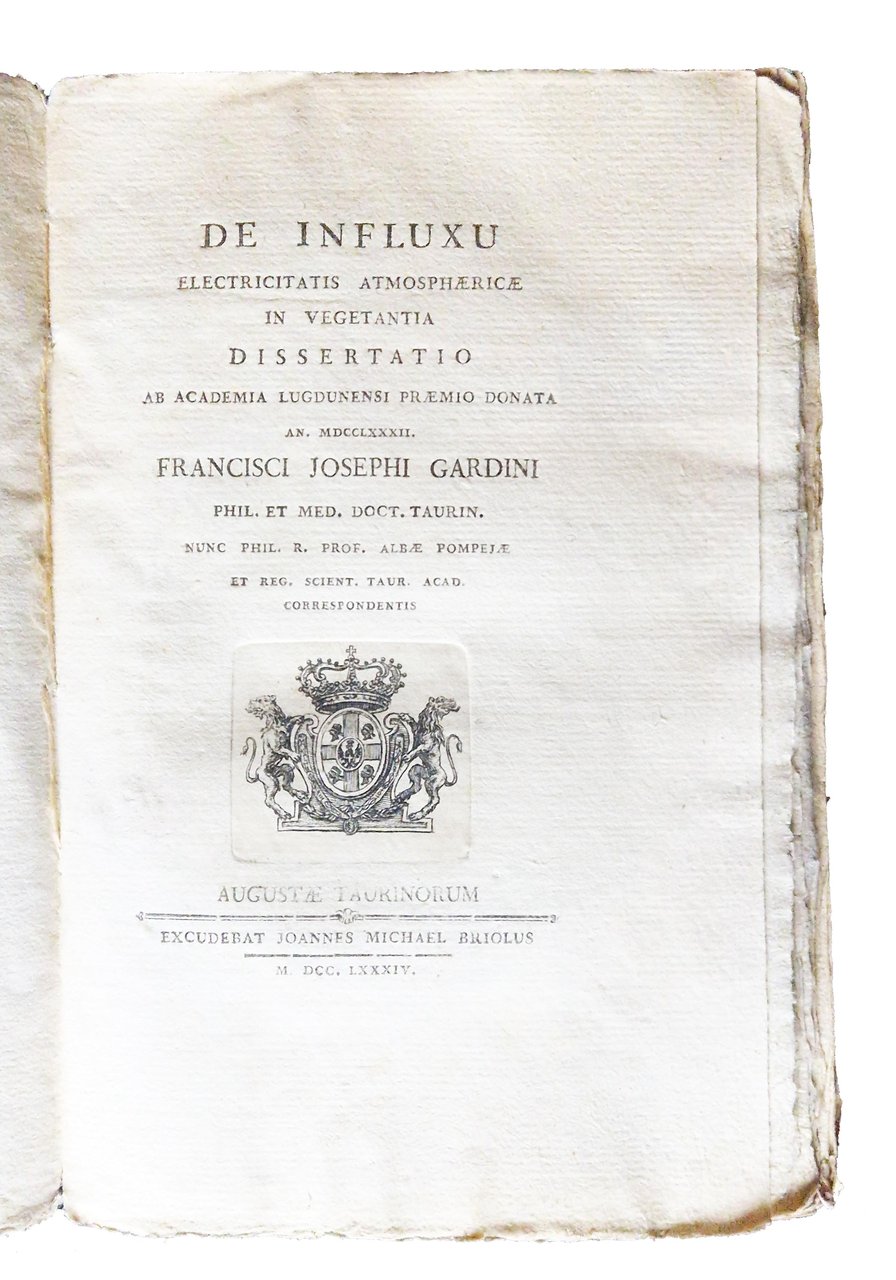 DE INFLUXU
ELECTRICITATIS ATMOSPHÆRICÆ
IN VEGETANTIA
DISSERTATIO
AB ACADEMIA LUGDUNENSI PRÆMIO DONATA
AN. MDCCLXXXII.
FRANCISCI JOSEPHI GARDINI
PHIL. ET MED. DOCT. TAURIN.
NUNC PHIL. R. PROF. ALBÆ POMPEJÆ
ET REG. SCIENT. TAUR. ACAD.
CORRESPONDENTIS
AUGUSTÆ TAURINORUM
EXCUDEBAT JOANNES MICHAEL BRIOLUS
M. DCC. LXXXIV.